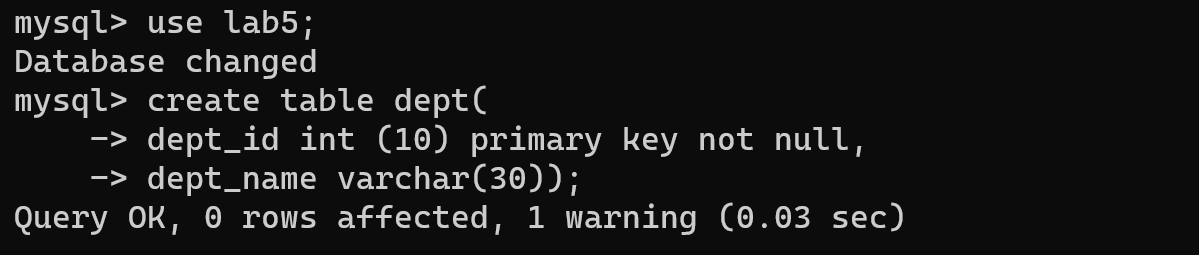 mysql> use lab5;
Database changed
mysql> create table dept(
    -> dept_id int (10) primary key not null,
    -> dept_name varchar(30));
Query OK, 0 rows affected, 1 warning (0.03 sec)